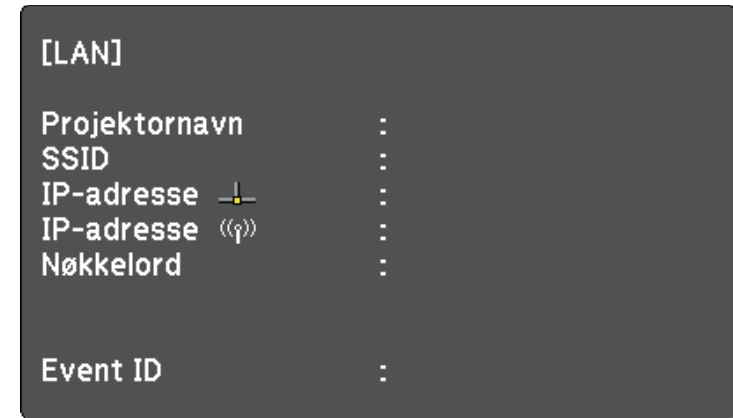 [LAN]
Projektornavn :
SSID :
IP-adresse :
IP-adresse :
Nøkkelord :
Event ID :